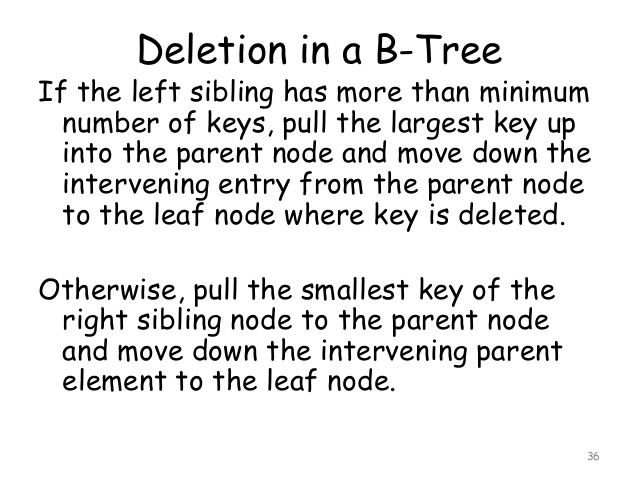 Deletion in a B-Tree
If the left sibling has more than minimum
number of keys, pull the largest key up
into the parent node and move down the
intervening entry from the parent node
to the leaf node where key is deleted.
Otherwise, pull the smallest key of the
right sibling node to the parent node
and move down the intervening parent
element to the leaf node.
36